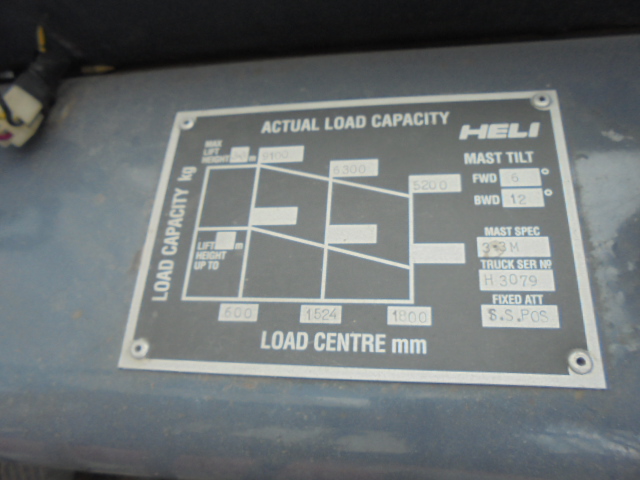 ACTUAL LOAD CAPACITY
HELI
MAX
LIFT
HEIGHT m
6300
5200
LOAD CAPACITY kg
LIFT m
HEIGHT
UP TO
600
1524
1800
LOAD CENTRE mm
MAST TILT
FWD 6°
BWD 12°
MAST SPEC
TRUCK SER Nº
H3079
FIXED ATT
S.S.POS